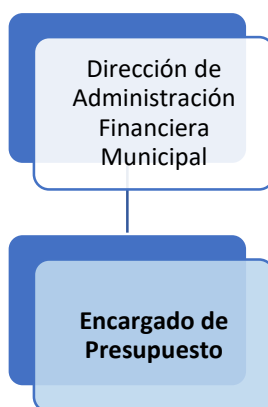 Dirección de
Administración
Financiera
Municipal
Encargado de
Presupuesto